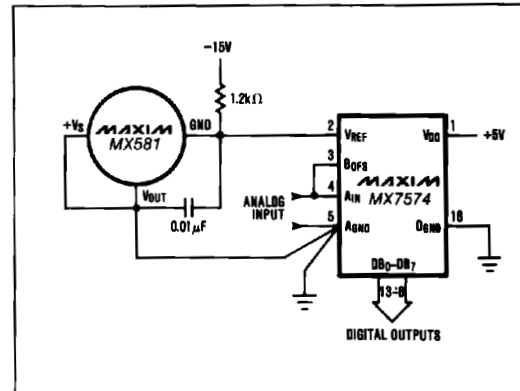 -15V
1.2kΩ
+VS
MAXIM
MX581
GND
VOUT
0.01μF
2
VREF
VDD
1
+5V
3
BOFS
MAXIM
MX7574
ANALOG
INPUT
4
AIN
5
AGND
DGND
18
DB0-DB7
13-6
DIGITAL OUTPUTS